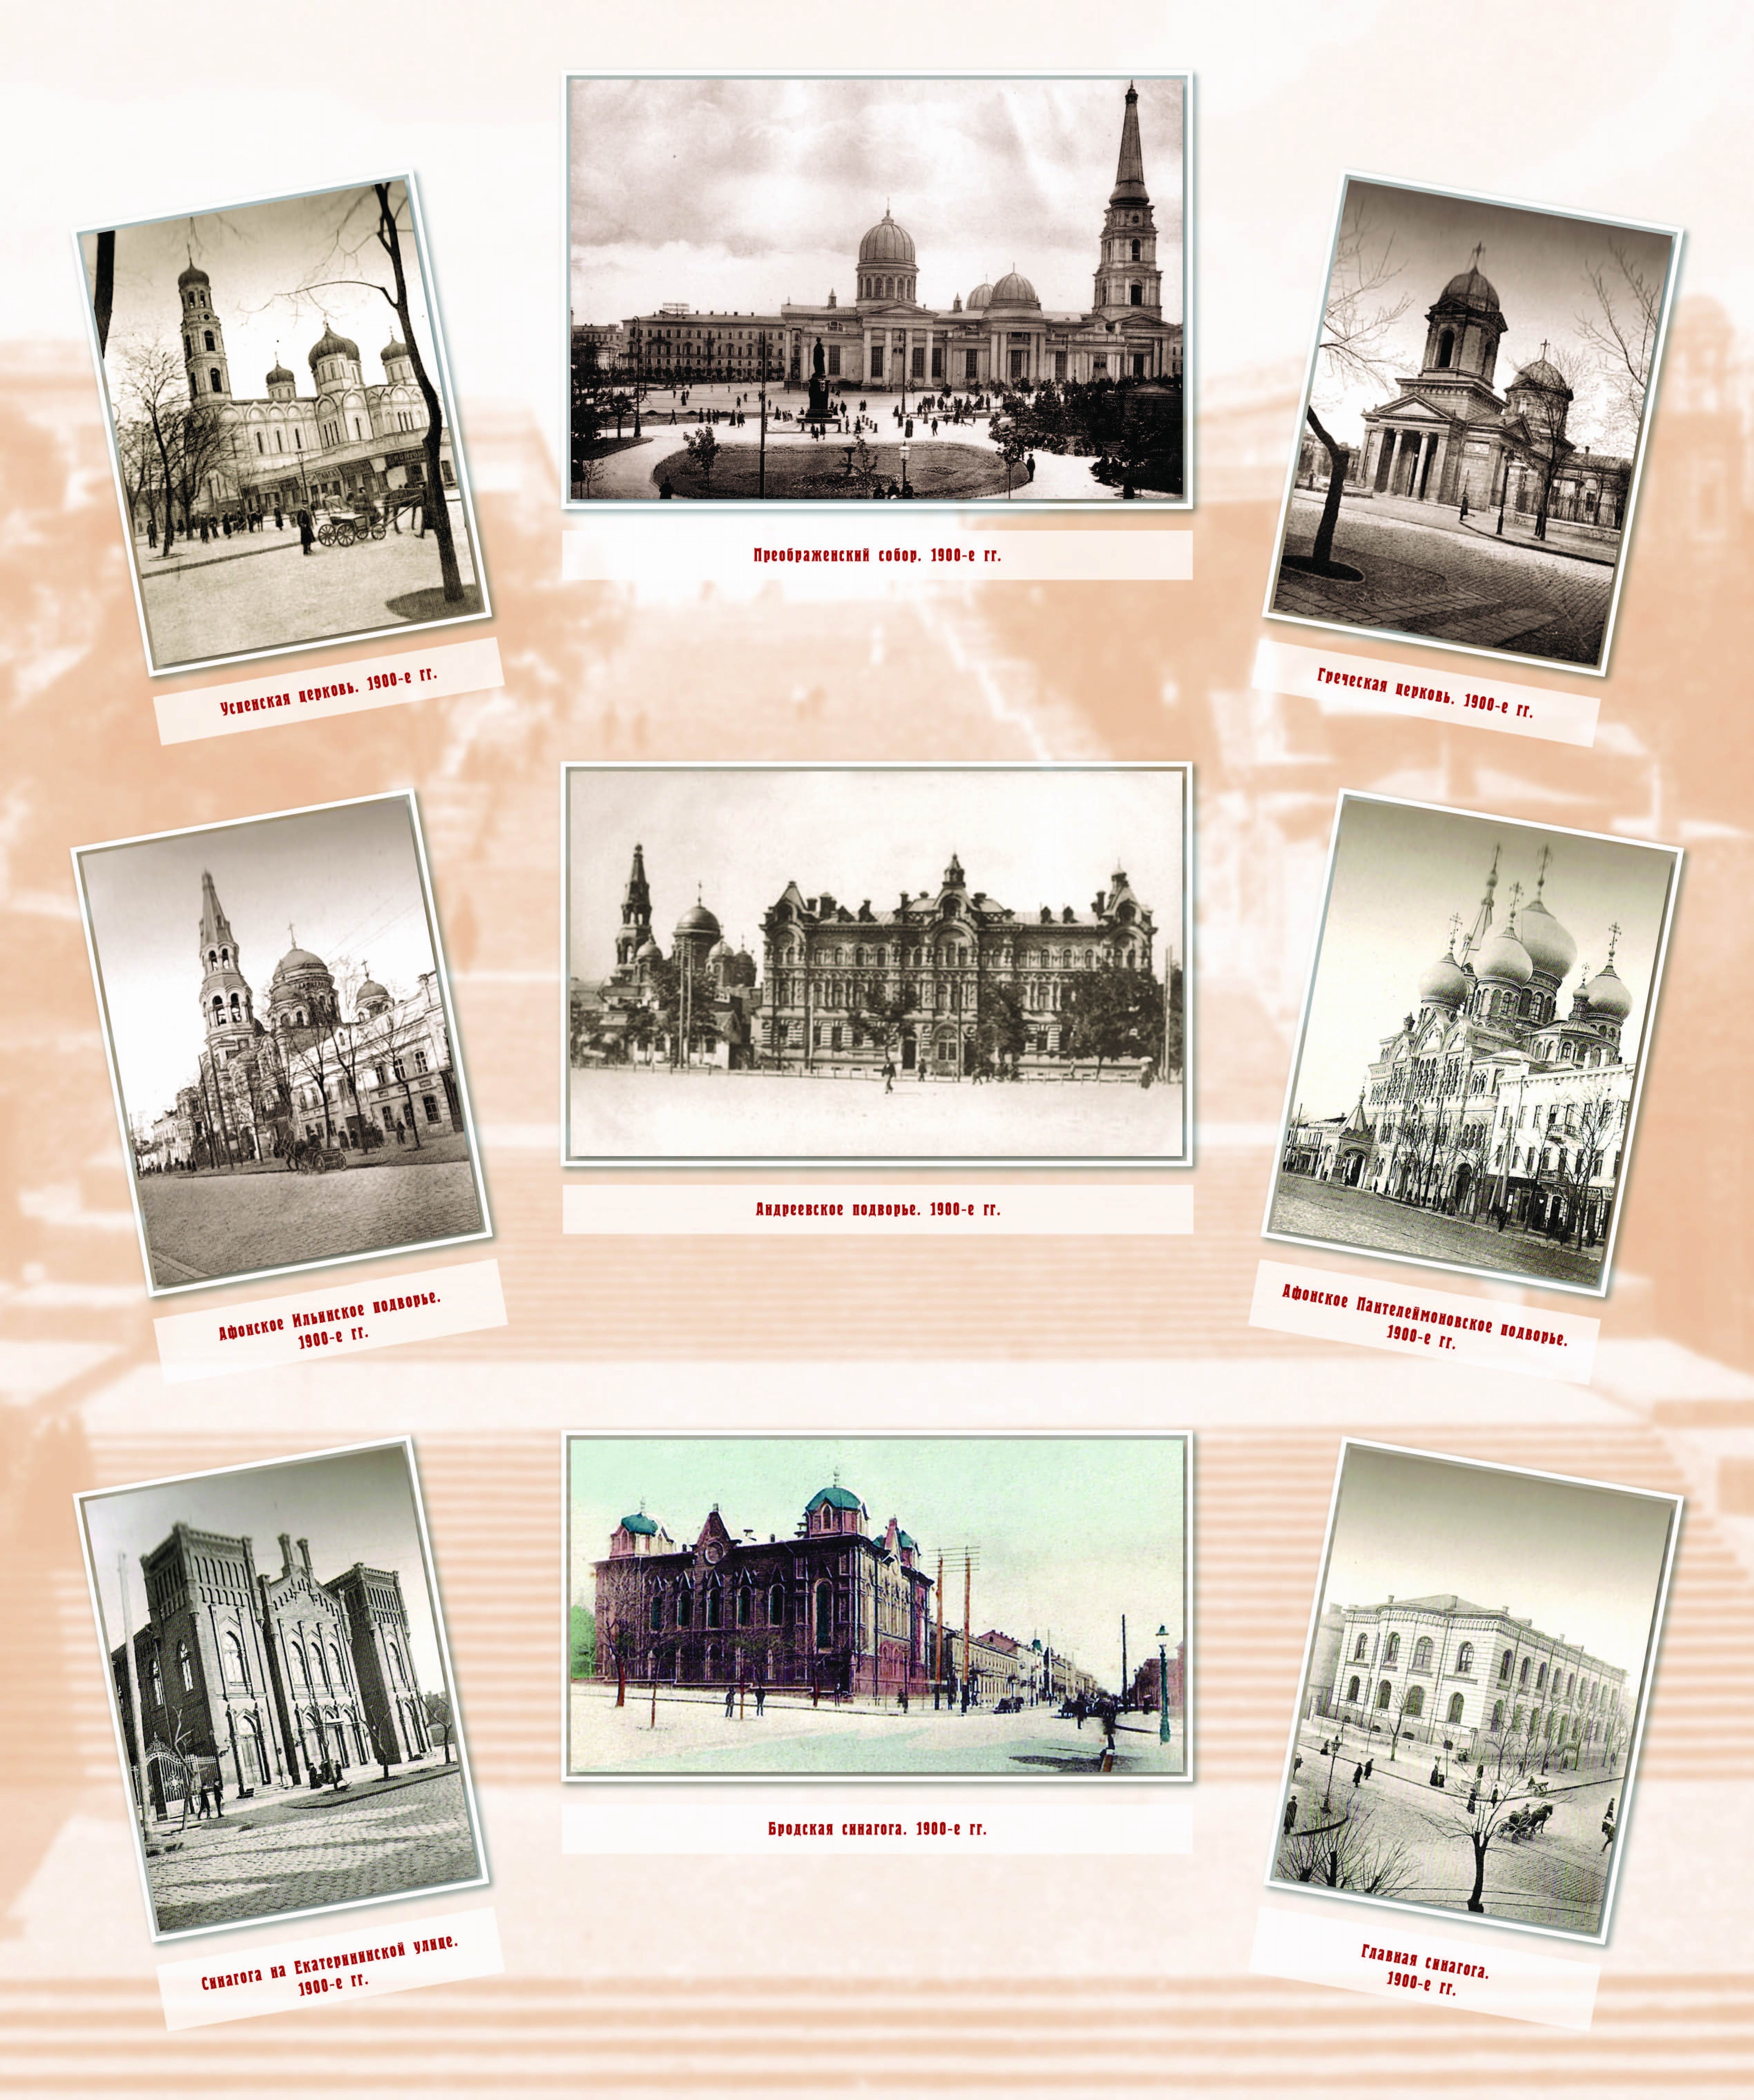 Преображенский собор. 1900-е гг.
Успенская церковь. 1900-е гг.
Греческая церковь. 1900-е гг.
Андреевское подворье. 1900-е гг.
Афонское Ильинское подворье.
1900-е гг.
Афонское Пантелеймоновское подворье.
1900-е гг.
Бродская синагога. 1900-е гг.
Синагога на Екатерининской улице.
1900-е гг.
Главная синагога.
1900-е гг.